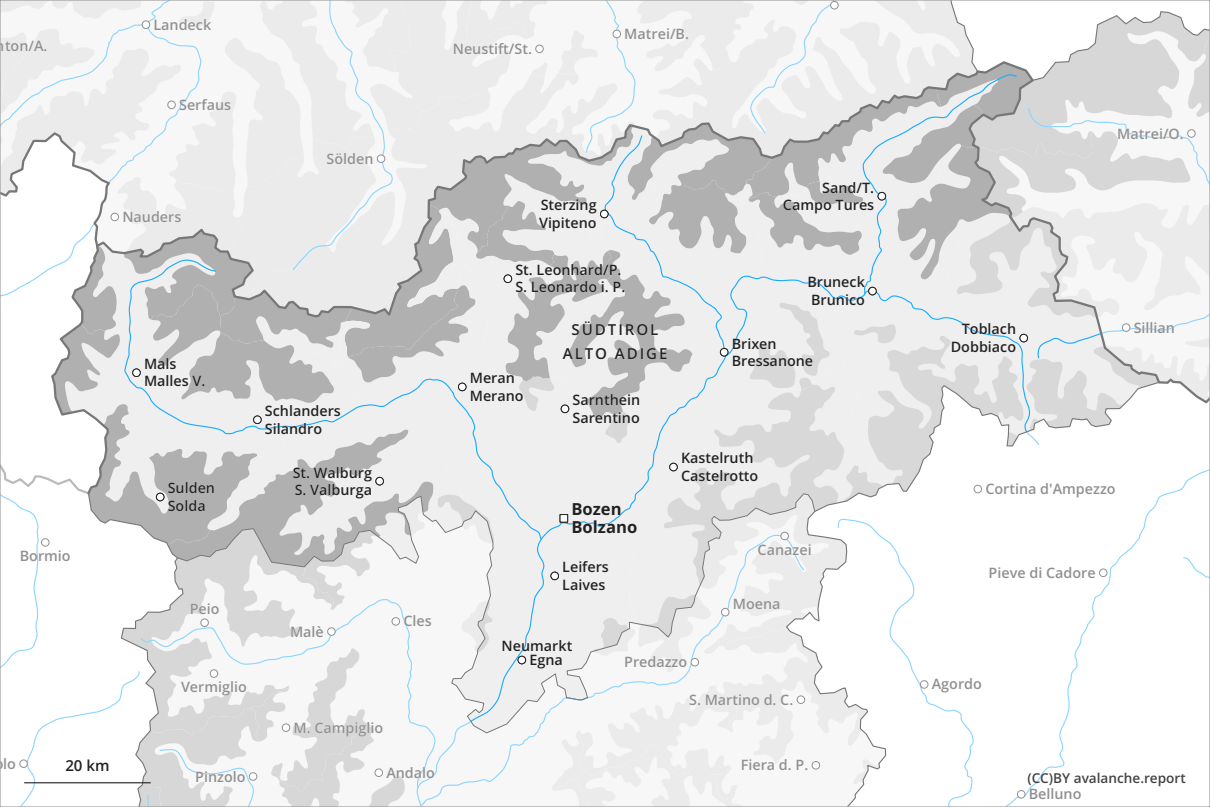 Landeck
nton/A.
Neustift/St.
Matrei/B.
Serfaus
Matrei/O.
Sölden
Sand/T.
Campo Tures
Nauders
Sterzing
Vipiteno
St. Leonhard/P.
S. Leonardo i. P.
Bruneck
Brunico
SÜDTIROL
ALTO ADIGE
Toblach
Dobbiaco
Sillian
Brixen
Bressanone
Mals
Malles V.
Meran
Merano
Schlanders
Silandro
Sarnthein
Sarentino
Kastelruth
Castelrotto
St. Walburg
S. Valburga
Sulden
Solda
Cortina d'Ampezzo
Bozen
Bolzano
Bormio
Canazei
Leifers
Laives
Pieve di Cadore
Peio
Moena
Malè
Cles
Neumarkt
Egna
Predazzo
Vermiglio
Agordo
S. Martino d. C.
M. Campiglio
lo
20 km
Pinzolo
Andalo
Fiera d. P.
(CC)BY avalanche.report
Belluno